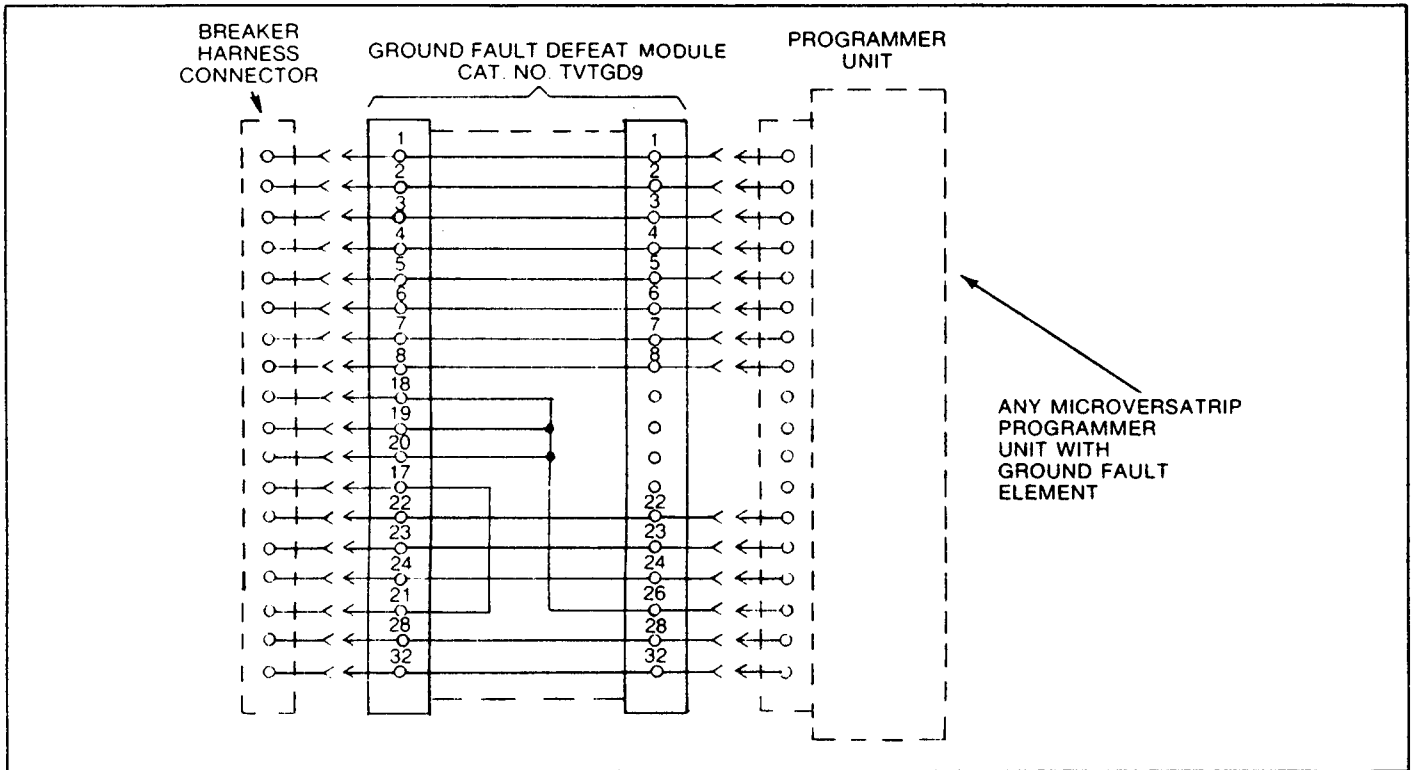 BREAKER
HARNESS
CONNECTOR
GROUND FAULT DEFEAT MODULE
CAT. NO. TVTGD9
PROGRAMMER
UNIT
1
2
3
4
5
6
7
8
18
19
20
17
22
23
24
21
28
32
1
2
3
4
5
6
7
8
22
23
24
26
28
32
ANY MICROVERSATRIP
PROGRAMMER
UNIT WITH
GROUND FAULT
ELEMENT